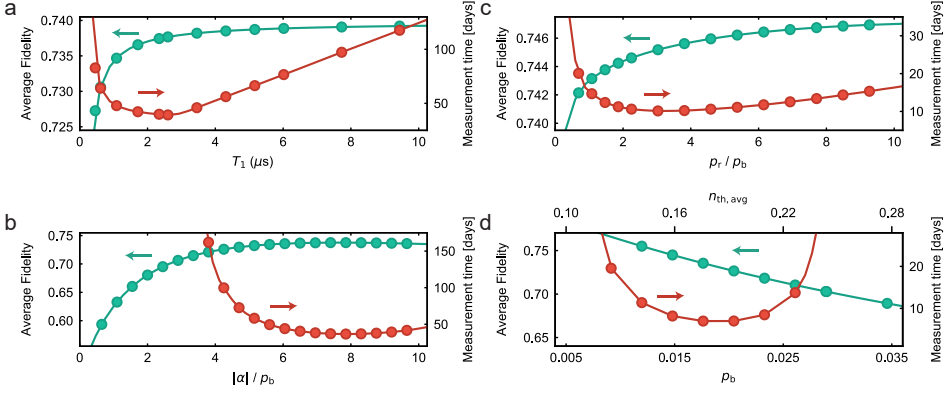 a
Average Fidelity
0.740
0.735
0.730
0.725
100
50
Measurement time [days]
0 2 4 6 8 10
T₁ (µs)
c
Average Fidelity
0.746
0.744
0.742
0.740
30
20
10
Measurement time [days]
0 2 4 6 8 10
pᵣ / p_b
b
Average Fidelity
0.75
0.70
0.65
0.60
150
100
50
Measurement time [days]
0 2 4 6 8 10
|α| / p_b
d
n_th,avg
0.10 0.16 0.22 0.28
Average Fidelity
0.75
0.70
0.65
20
10
Measurement time [days]
0.005 0.015 0.025 0.035
p_b